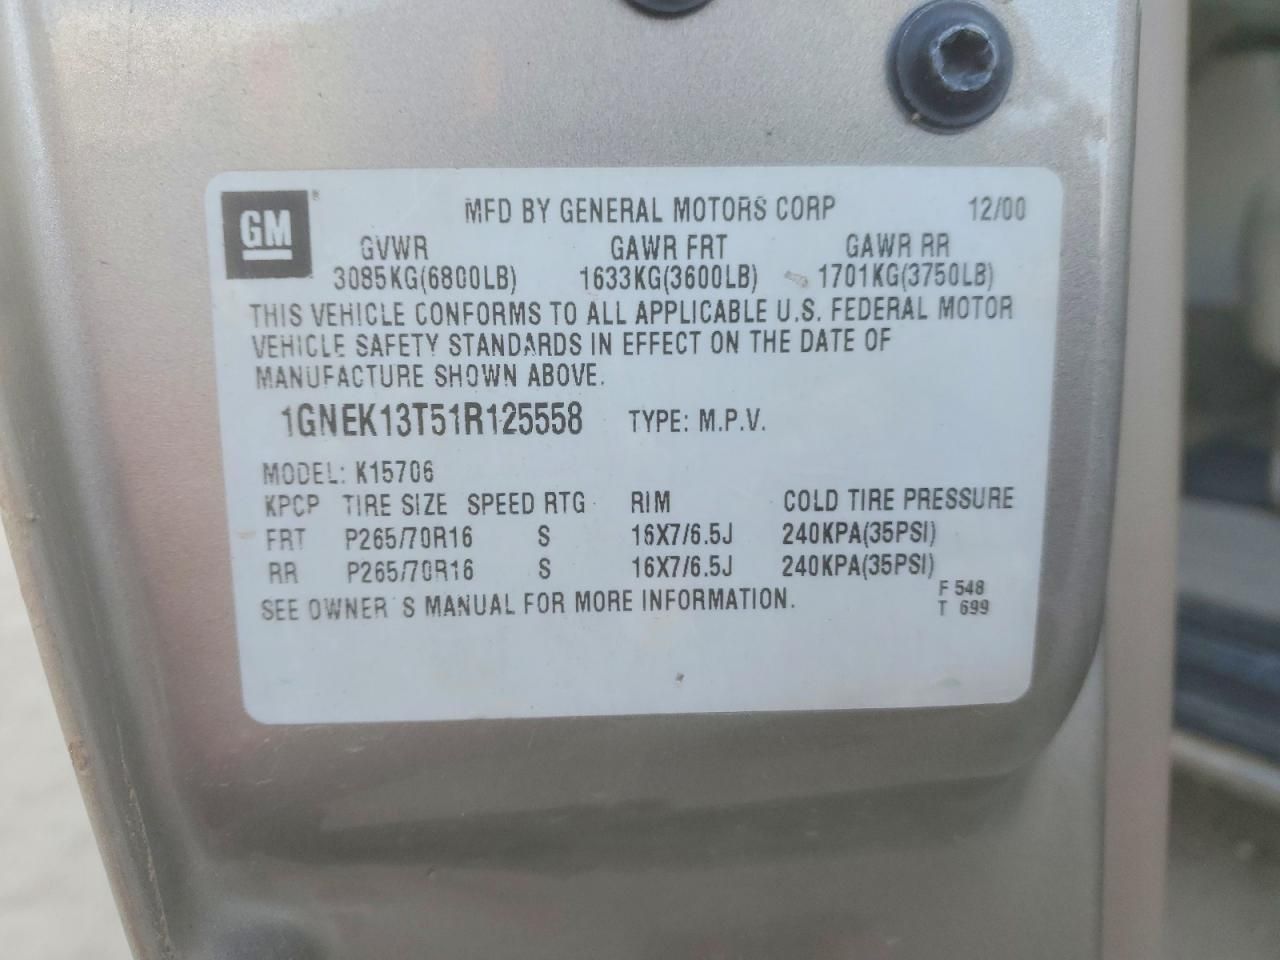 GM ® MFD BY GENERAL MOTORS CORP 12/00
GVWR GAWR FRT GAWR RR
3085KG(6800LB) 1633KG(3600LB) 1701KG(3750LB)
THIS VEHICLE CONFORMS TO ALL APPLICABLE U.S. FEDERAL MOTOR
VEHICLE SAFETY STANDARDS IN EFFECT ON THE DATE OF
MANUFACTURE SHOWN ABOVE.
1GNEK13T51R125558 TYPE: M.P.V.
MODEL: K15706
KPCP TIRE SIZE SPEED RTG RIM COLD TIRE PRESSURE
FRT P265/70R16 S 16X7/6.5J 240KPA(35PSI)
RR P265/70R16 S 16X7/6.5J 240KPA(35PSI)
SEE OWNER'S MANUAL FOR MORE INFORMATION.
F 548
T 699